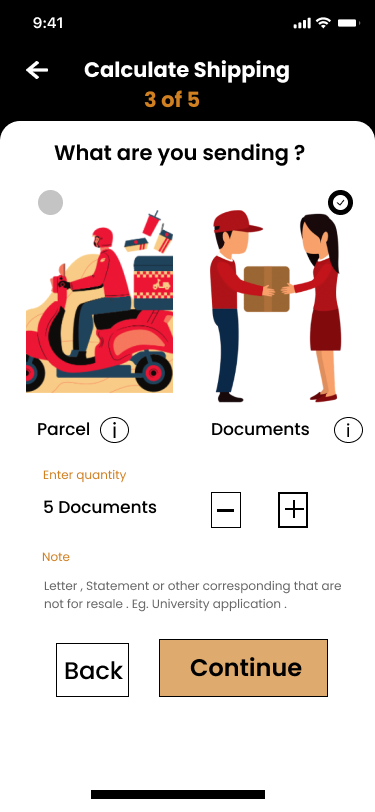 9:41
Calculate Shipping
3 of 5
What are you sending ?
Parcel i
Documents i
Enter quantity
5 Documents
Note
Letter , Statement or other corresponding that are
not for resale . Eg. University application .
Back
Continue